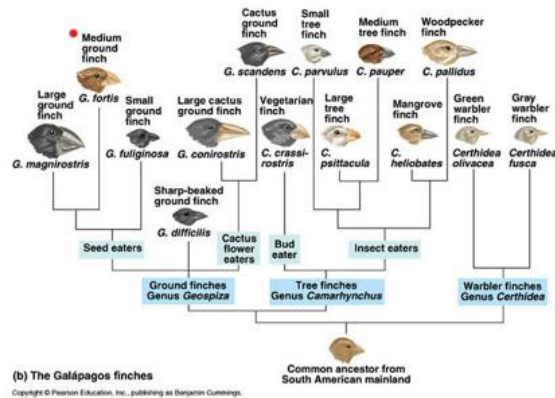 Cactus
ground
finch
G. scandens
Small
tree
finch
C. parvulus
Medium
tree finch
C. pauper
Woodpecker
finch
C. pallidus
Medium
ground
finch
G. fortis
Large
ground
finch
G. magnirostris
Small
ground
finch
G. fuliginosa
Large cactus
ground finch
G. conirostris
Vegetarian
finch
C. crassi-
rostris
Large
tree
finch
C.
psittacula
Mangrove
finch
C.
heliobates
Green
warbler
finch
Certhidea
olivacea
Gray
warbler
finch
Certhidea
fusca
Sharp-beaked
ground finch
G. difficilis
Seed eaters
Cactus
flower
eaters
Bud
eater
Insect eaters
Ground finches
Genus Geospiza
Tree finches
Genus Camarhynchus
Warbler finches
Genus Certhidea
Common ancestor from
South American mainland
(b) The Galápagos finches
Copyright © Pearson Education, Inc., publishing as Benjamin Cummings.